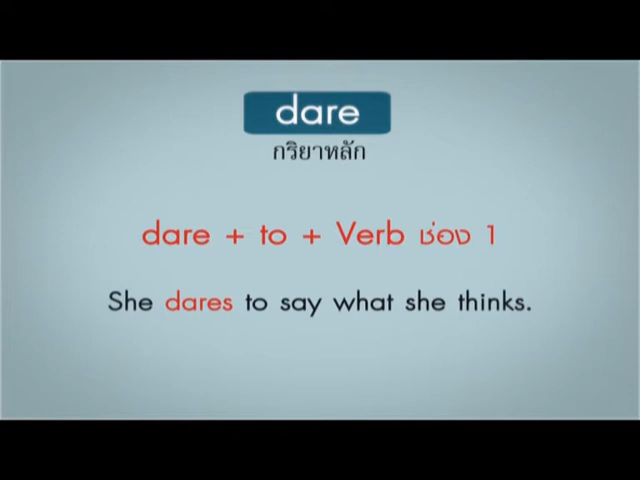 dare
กริยาหลัก
dare + to + Verb ช่อง 1
She dares to say what she thinks.